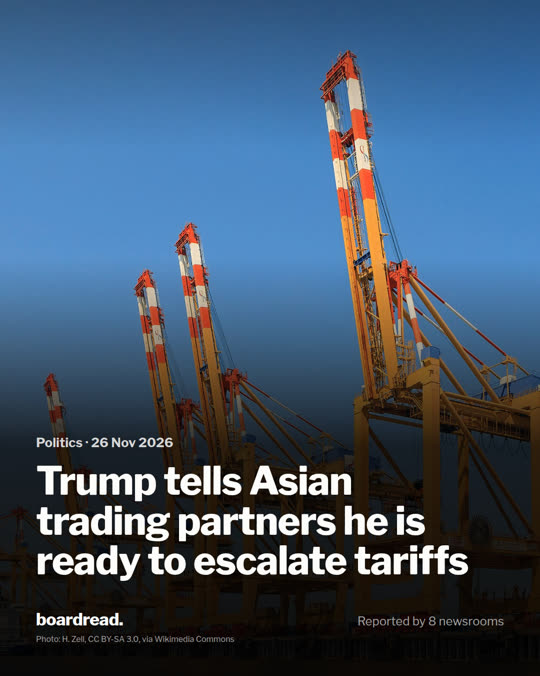 Politics · 26 Nov 2026
Trump tells Asian
trading partners he is
ready to escalate tariffs
boardread.
Reported by 8 newsrooms
Photo: H. Zell, CC BY-SA 3.0, via Wikimedia Commons